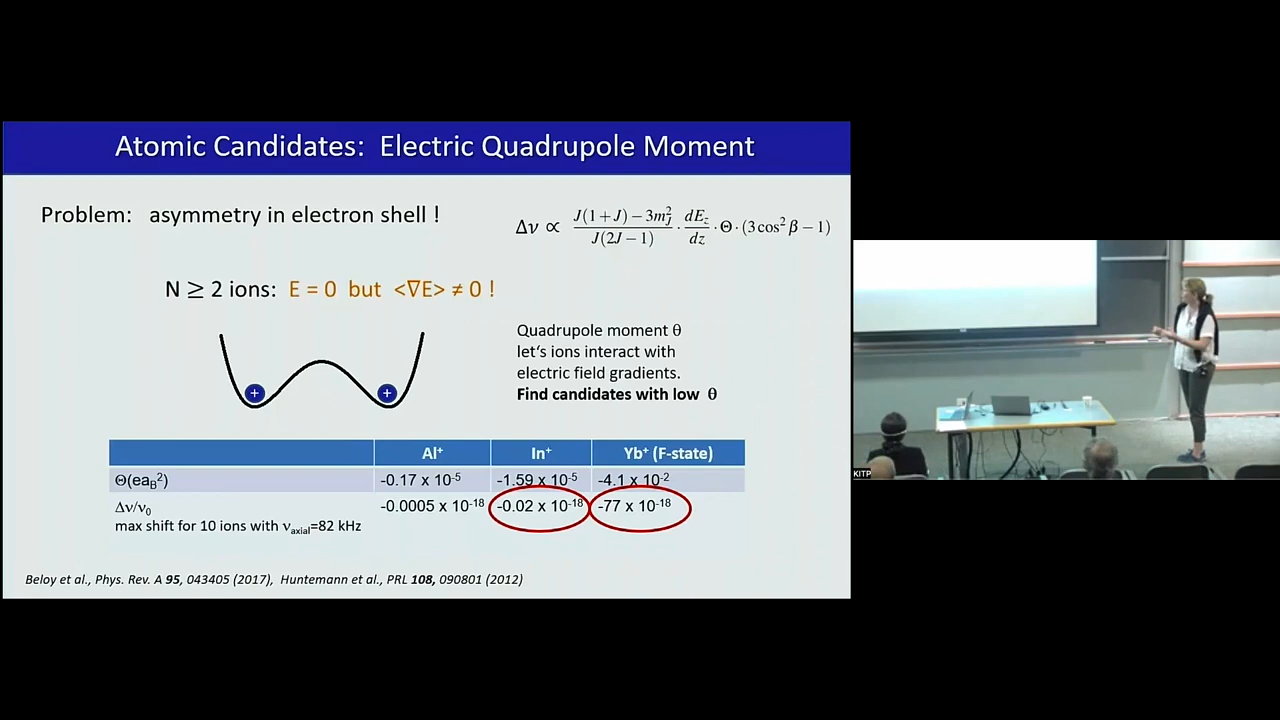 Atomic Candidates: Electric Quadrupole Moment
Problem: asymmetry in electron shell !
Δν ∝ J(1+J) − 3m_J² / J(2J−1) · dE_z/dz · Θ · (3cos²β − 1)
N ≥ 2 ions: E = 0 but <∇E> ≠ 0 !
+ +
Quadrupole moment θ
let's ions interact with
electric field gradients.
Find candidates with low θ
Al⁺ In⁺ Yb⁺ (F-state)
Θ(ea_B²) -0.17 x 10⁻⁵ -1.59 x 10⁻⁵ -4.1 x 10⁻²
Δν/ν₀ -0.0005 x 10⁻¹⁸ -0.02 x 10⁻¹⁸ -77 x 10⁻¹⁸
max shift for 10 ions with ν_axial=82 kHz
Beloy et al., Phys. Rev. A 95, 043405 (2017), Huntemann et al., PRL 108, 090801 (2012)
KITP